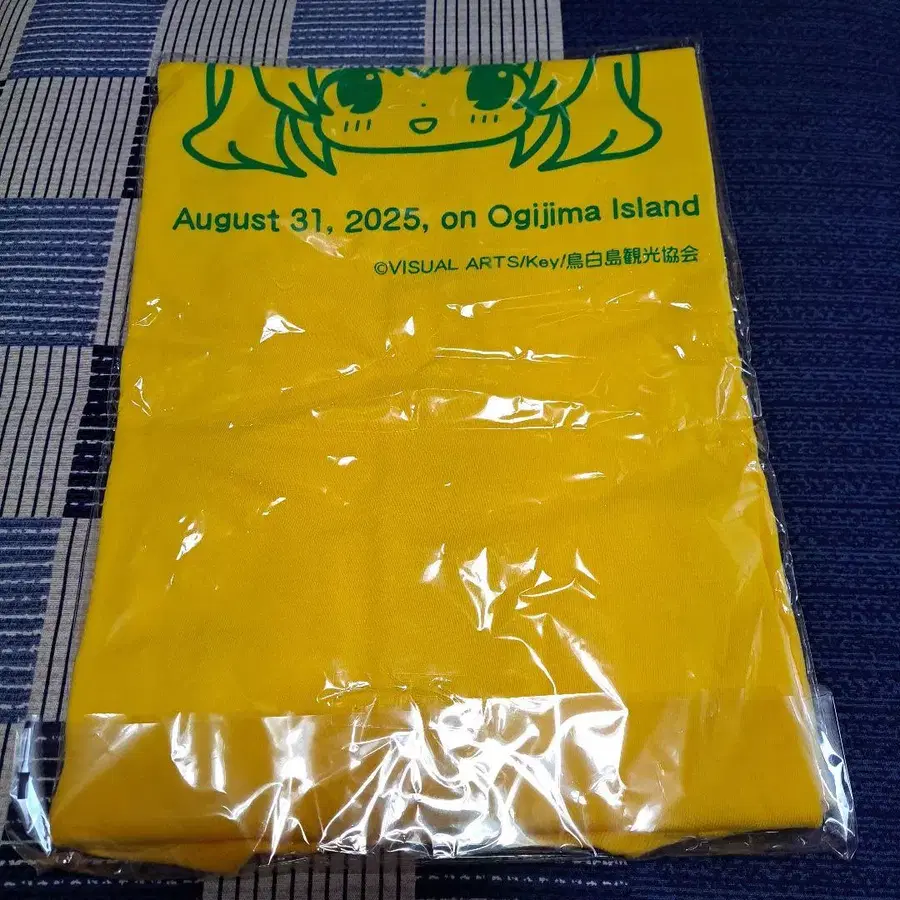 August 31, 2025, on Ogijima Island
©VISUAL ARTS/Key/鳥白島観光協会